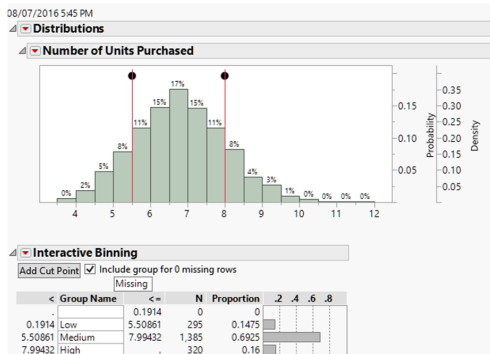 08/07/2016 5:45 PM
Distributions
Number of Units Purchased
0% 2% 5% 8% 11% 15% 17% 15% 11% 8% 4% 3% 1% 0% 0% 0% 0%
0.15 0.10 0.05
Probability
0.35 0.30 0.25 0.20 0.15 0.10 0.05
Density
4 5 6 7 8 9 10 11 12
Interactive Binning
Add Cut Point Include group for 0 missing rows
Missing
< Group Name <= N Proportion .2 .4 .6 .8
. 0.1914 0 0
0.1914 Low 5.50861 295 0.1475
5.50861 Medium 7.99432 1,385 0.6925
7.99432 High . 320 0.16